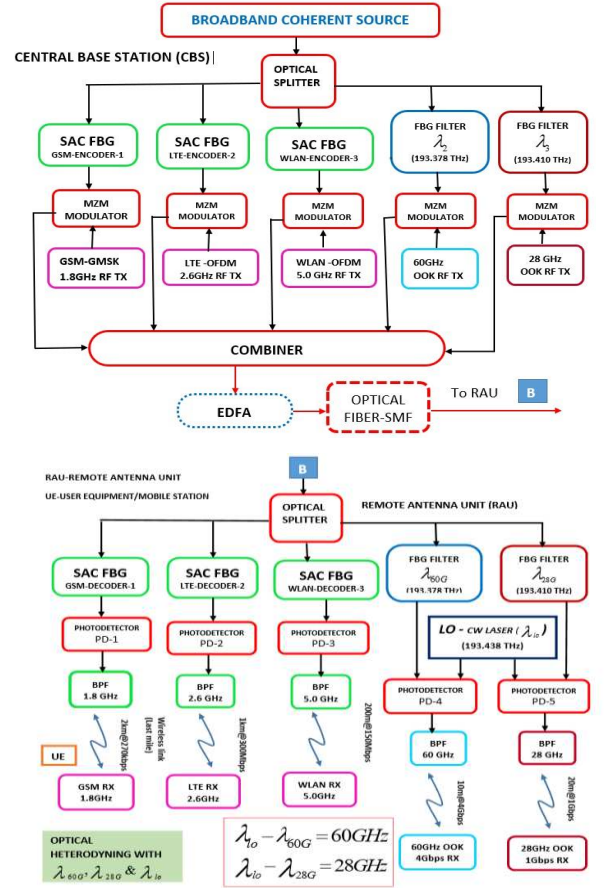 BROADBAND COHERENT SOURCE
CENTRAL BASE STATION (CBS)
OPTICAL
SPLITTER
SAC FBG
GSM-ENCODER-1
SAC FBG
LTE-ENCODER-2
SAC FBG
WLAN-ENCODER-3
FBG FILTER
λ2
(193.378 THz)
FBG FILTER
λ3
(193.410 THz)
MZM
MODULATOR
MZM
MODULATOR
MZM
MODULATOR
MZM
MODULATOR
MZM
MODULATOR
GSM-GMSK
1.8GHz RF TX
LTE -OFDM
2.6GHz RF TX
WLAN -OFDM
5.0 GHz RF TX
60GHz
OOK RF TX
28 GHz
OOK RF TX
COMBINER
EDFA
OPTICAL
FIBER-SMF
To RAU
B
B
RAU-REMOTE ANTENNA UNIT
UE-USER EQUIPMENT/MOBILE STATION
OPTICAL
SPLITTER
REMOTE ANTENNA UNIT (RAU)
SAC FBG
GSM-DECODER-1
SAC FBG
LTE-DECODER-2
SAC FBG
WLAN-DECODER-3
FBG FILTER
λ60G
(193.378 THz)
FBG FILTER
λ28G
(193.410 THz)
PHOTODETECTOR
PD-1
PHOTODETECTOR
PD-2
PHOTODETECTOR
PD-3
LO - CW LASER ( λlo )
(193.438 THz)
PHOTODETECTOR
PD-4
PHOTODETECTOR
PD-5
BPF
1.8 GHz
BPF
2.6 GHz
BPF
5.0 GHz
BPF
60 GHz
BPF
28 GHz
2km@270kbps
Wireless link
(Last mile)
1km@300Mbps
200m@150Mbps
10m@4Gbps
20m@1Gbps
UE
GSM RX
1.8GHz
LTE RX
2.6GHz
WLAN RX
5.0GHz
60GHz OOK
4Gbps RX
28GHz OOK
1Gbps RX
OPTICAL
HETERODYNING WITH
λ60G, λ28G & λlo
λlo − λ60G = 60GHz
λlo − λ28G = 28GHz